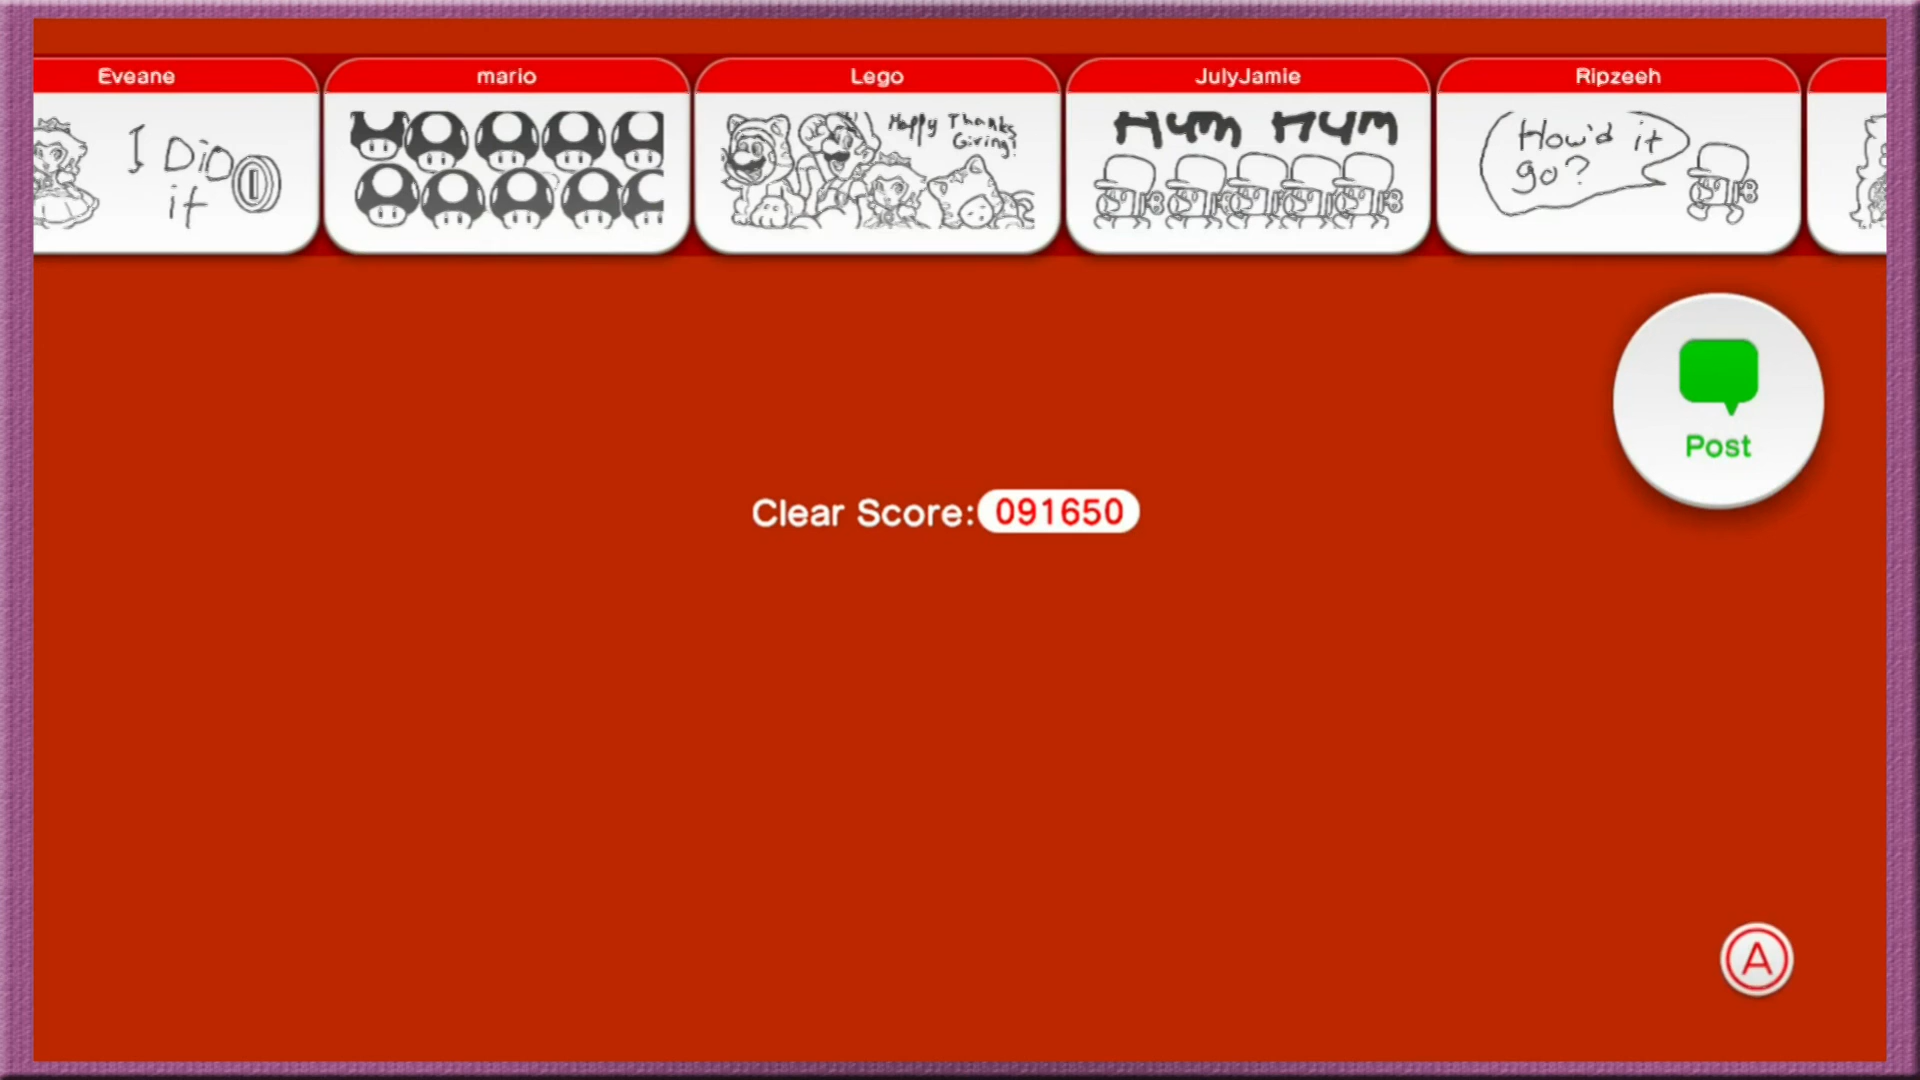 Eveane
mario
Lego
JulyJamie
Ripzeeh
I Did
it
Happy Thanks
Giving!
Hum Hum
How'd it
go?
Post
Clear Score: 091650
A